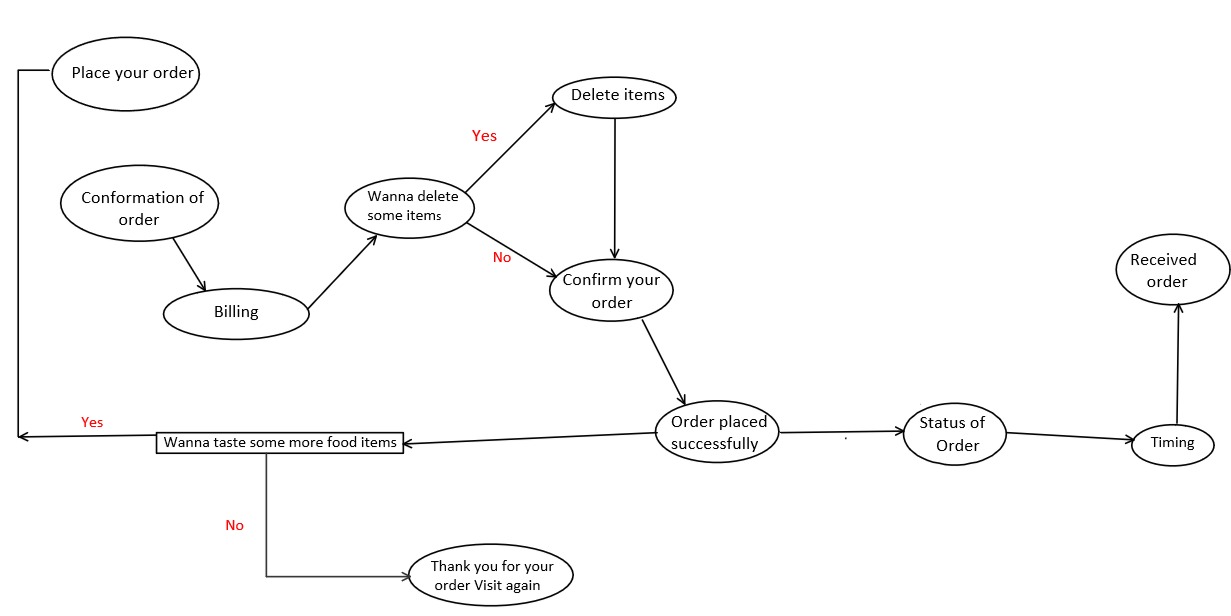 Place your order
Delete items
Yes
Conformation of
order
Wanna delete
some items
No
Confirm your
order
Billing
Received
order
Yes
Wanna taste some more food items
Order placed
successfully
Status of
Order
Timing
No
Thank you for your
order Visit again